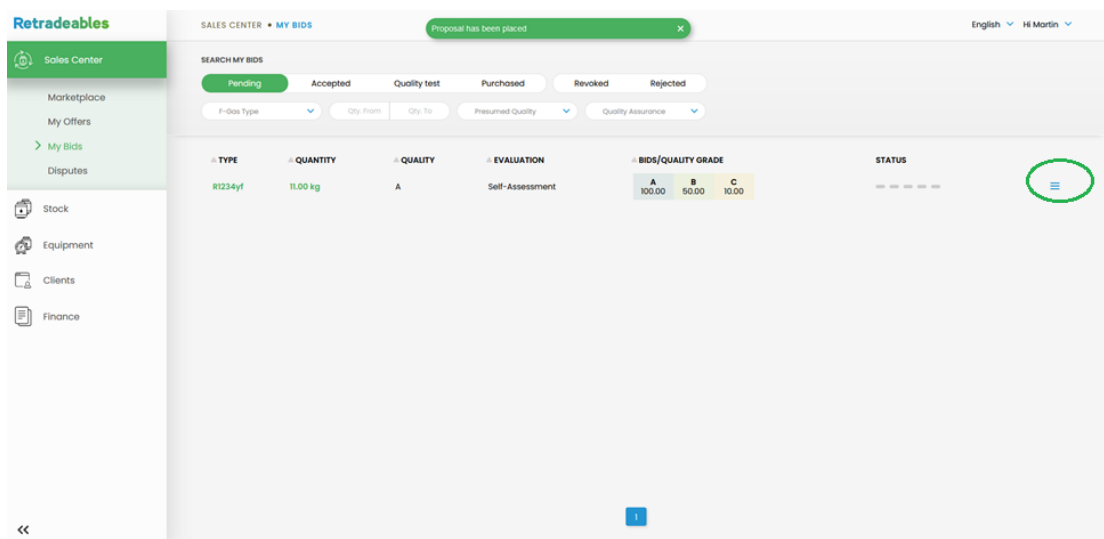 Retradeables
SALES CENTER • MY BIDS
Proposal has been placed ×
English Hi Martin
Sales Center
Marketplace
My Offers
> My Bids
Disputes
Stock
Equipment
Clients
Finance
«
SEARCH MY BIDS
Pending Accepted Quality test Purchased Revoked Rejected
F-Gas Type Qty. From Qty. To Presumed Quality Quality Assurance
TYPE QUANTITY QUALITY EVALUATION BIDS/QUALITY GRADE STATUS
R1234yf 11.00 kg A Self-Assessment A B C
100.00 50.00 10.00
1